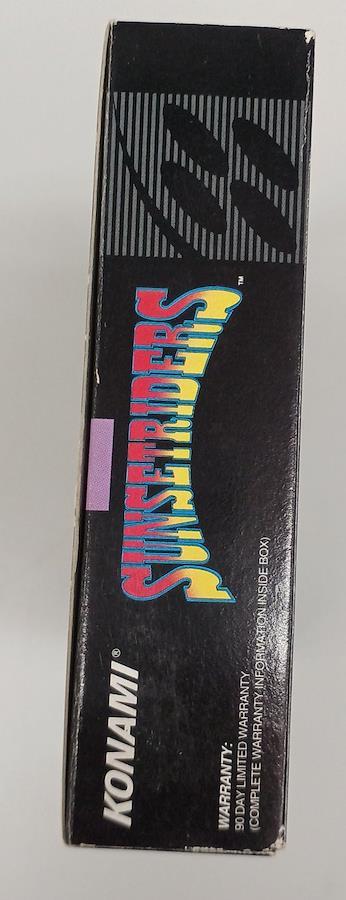 KONAMI®
SUNSETRIDERS™
WARRANTY:
90 DAY LIMITED WARRANTY
(COMPLETE WARRANTY INFORMATION INSIDE BOX)